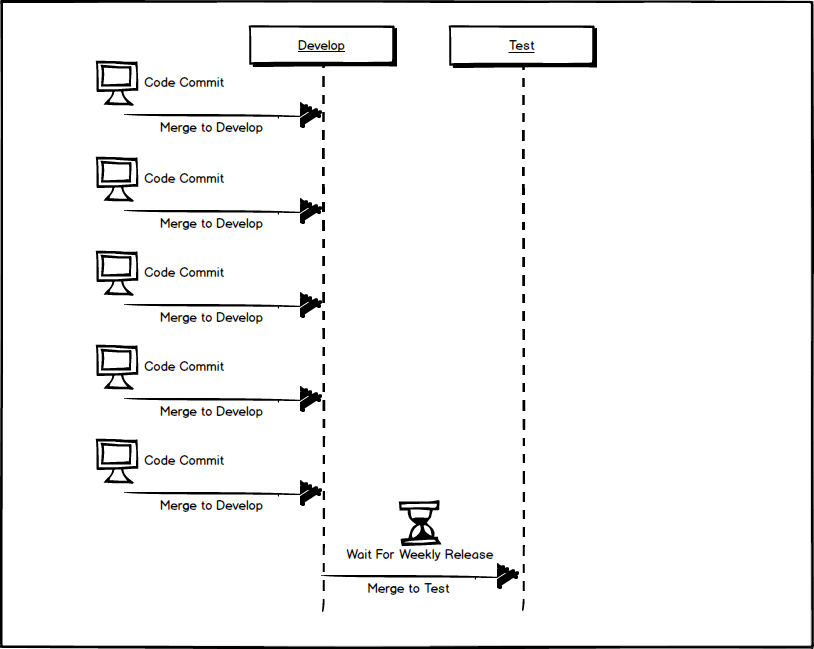 Develop
Test
Code Commit
Merge to Develop
Code Commit
Merge to Develop
Code Commit
Merge to Develop
Code Commit
Merge to Develop
Code Commit
Merge to Develop
Wait For Weekly Release
Merge to Test